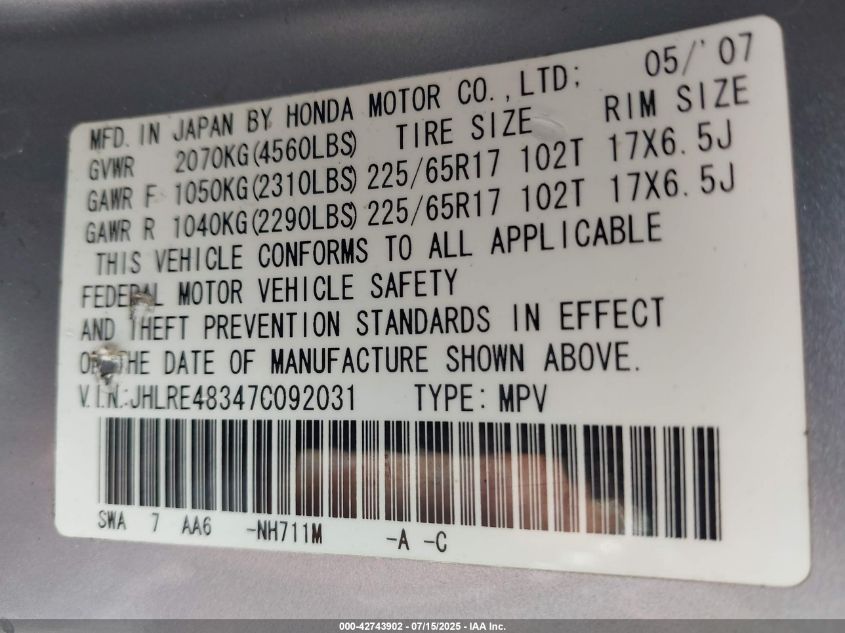 MFD. IN JAPAN BY HONDA MOTOR CO., LTD; 05/'07
GVWR 2070KG(4560LBS) TIRE SIZE RIM SIZE
GAWR F 1050KG(2310LBS) 225/65R17 102T 17X6.5J
GAWR R 1040KG(2290LBS) 225/65R17 102T 17X6.5J
THIS VEHICLE CONFORMS TO ALL APPLICABLE
FEDERAL MOTOR VEHICLE SAFETY
AND THEFT PREVENTION STANDARDS IN EFFECT
ON THE DATE OF MANUFACTURE SHOWN ABOVE.
V.I.N.:JHLRE48347C092031 TYPE: MPV
SWA 7 AA6 -NH711M -A -C
000-42743902 - 07/15/2025 - IAA Inc.